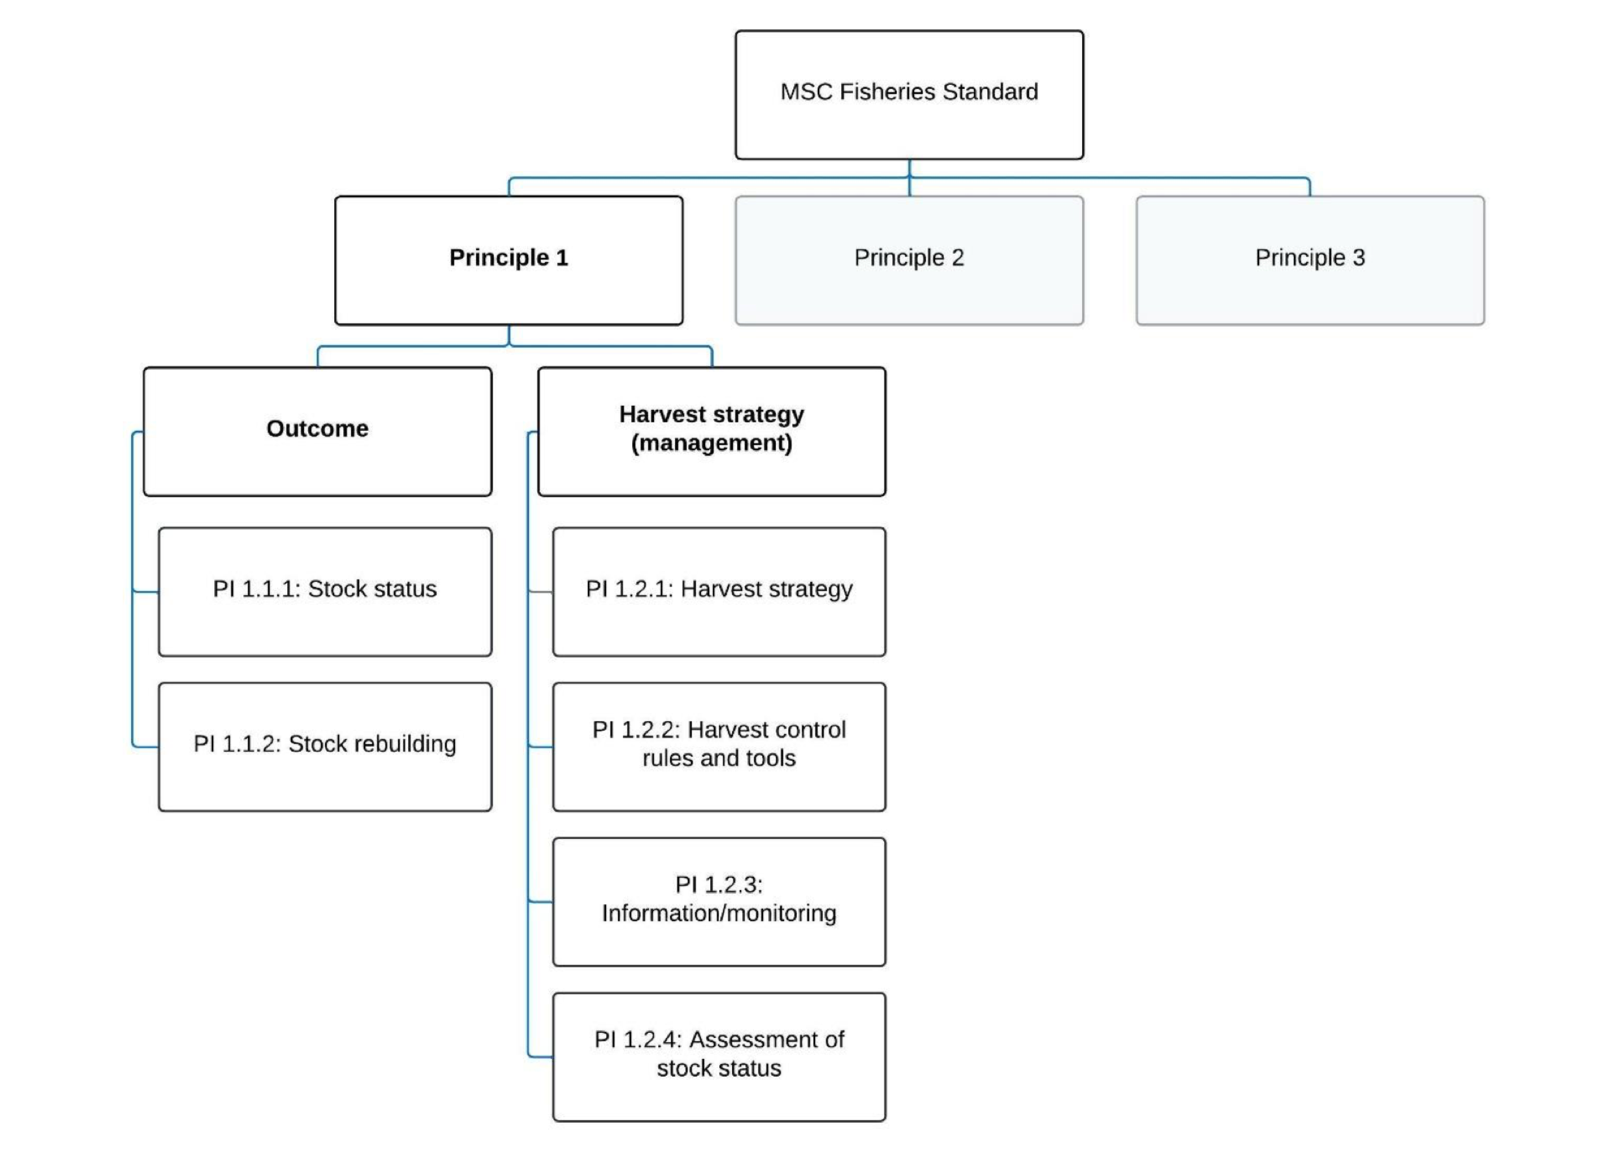 MSC Fisheries Standard
Principle 1
Principle 2
Principle 3
Outcome
Harvest strategy
(management)
PI 1.1.1: Stock status
PI 1.1.2: Stock rebuilding
PI 1.2.1: Harvest strategy
PI 1.2.2: Harvest control
rules and tools
PI 1.2.3:
Information/monitoring
PI 1.2.4: Assessment of
stock status